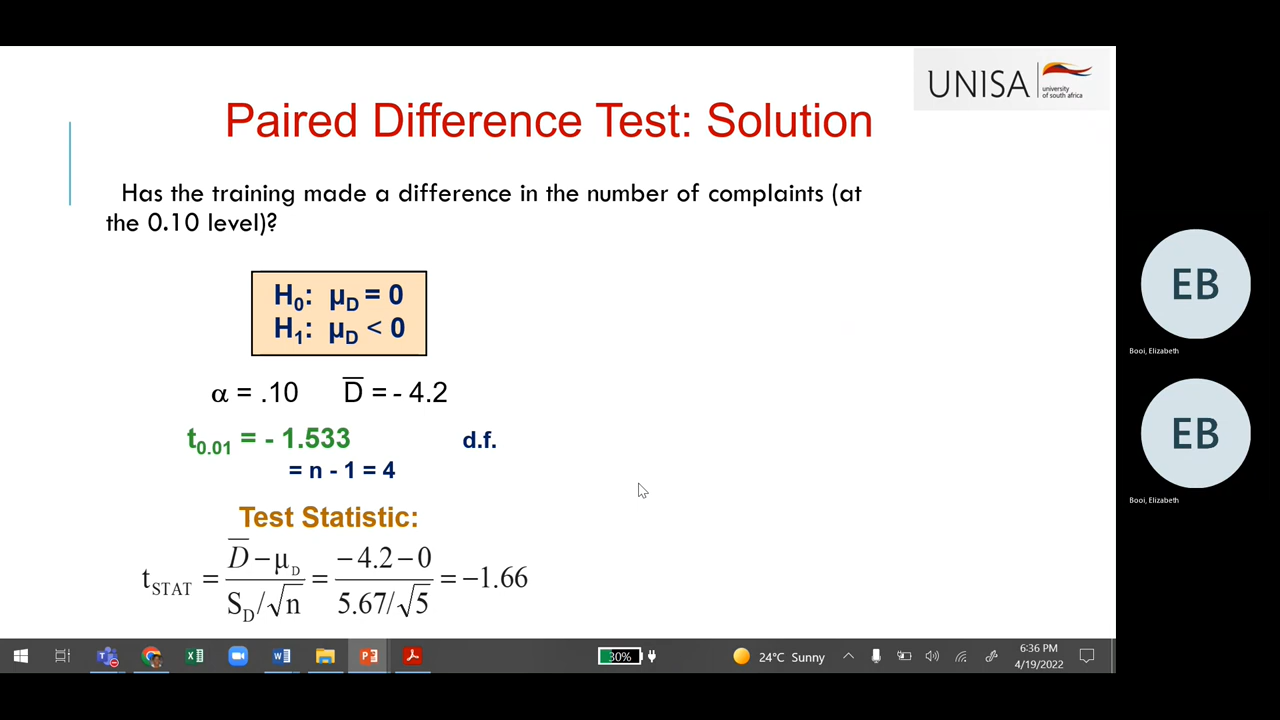 UNISA
university
of south africa
Paired Difference Test: Solution
Has the training made a difference in the number of complaints (at
the 0.10 level)?
H0: μD = 0
H1: μD < 0
α = .10 D̅ = - 4.2
t0.01 = - 1.533 d.f.
= n - 1 = 4
Test Statistic:
tSTAT = (D̅ − μD) / (SD/√n) = (−4.2 − 0) / (5.67/√5) = −1.66
EB
Booi, Elizabeth
EB
Booi, Elizabeth
30%
24°C Sunny
6:36 PM
4/19/2022